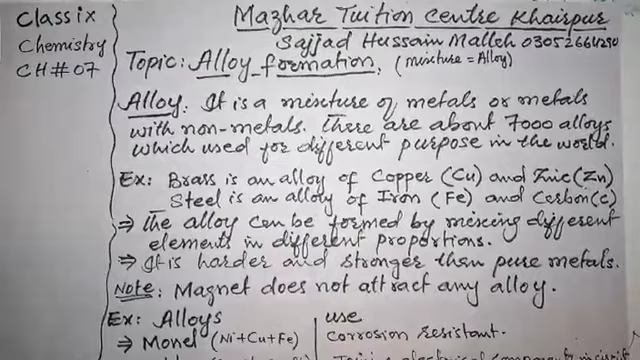 Class ix
Chemistry
CH#07
Mazhar Tuition Centre Khairpur
Sajjad Hussain Malleh
Topic: Alloy formation. (mixture = Alloy)
Alloy: It is a mixture of metals or metals
with non-metals. There are about 7000 alloys
which used for different purpose in the world.
Ex: Brass is an alloy of Copper (Cu) and Zinc (Zn)
Steel is an alloy of Iron (Fe) and Carbon (C)
⇒ The alloy can be formed by mixing different
elements in different proportions.
⇒ It is harder and stronger than pure metals.
Note: Magnet does not attract any alloy.
Ex: Alloys | use
⇒ Monel (Ni+Cu+Fe) | Corrosion resistant.